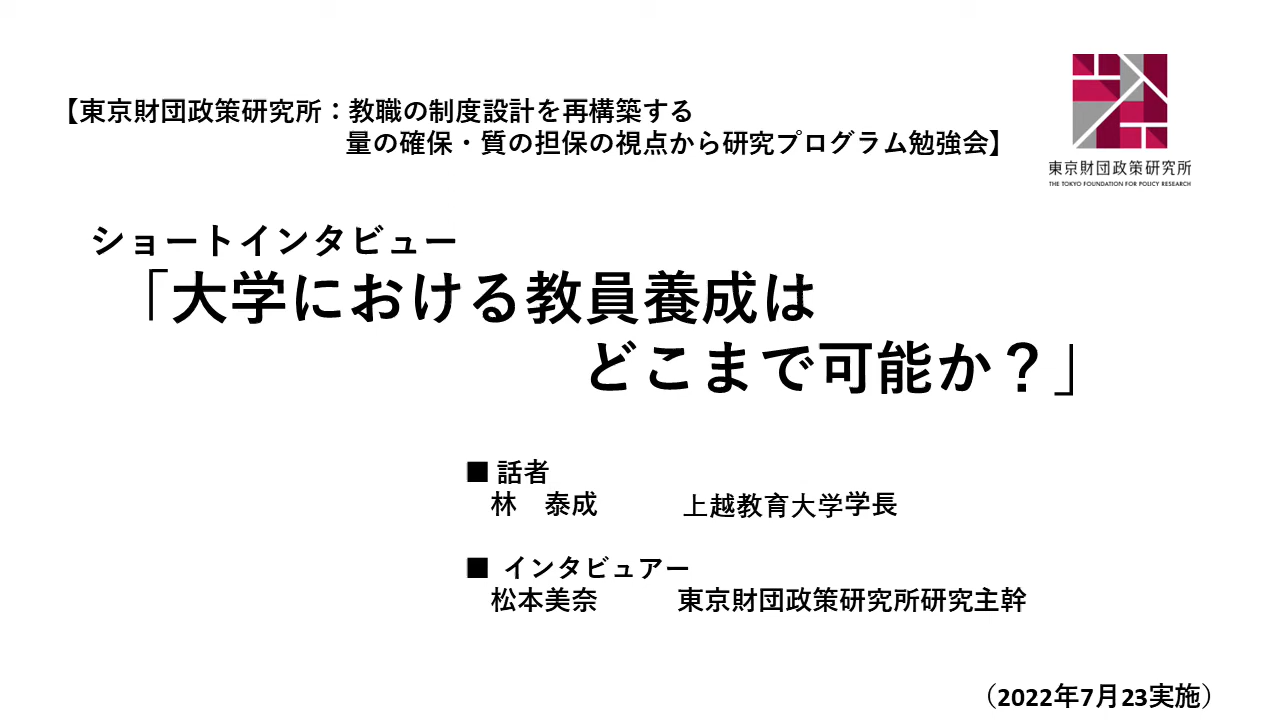 【東京財団政策研究所：教職の制度設計を再構築する
量の確保・質の担保の視点から研究プログラム勉強会】
東京財団政策研究所
THE TOKYO FOUNDATION FOR POLICY RESEARCH
ショートインタビュー
「大学における教員養成は
どこまで可能か？」
■ 話者
林　泰成　　　上越教育大学学長
■ インタビュアー
松本美奈　　　東京財団政策研究所研究主幹
（2022年7月23実施）